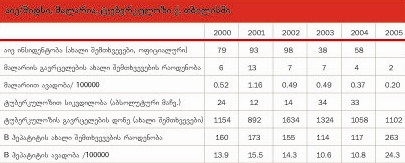 აივ/შიდსი, მალარია, ტუბერკულოზი ქ. თბილისში
2000 2001 2002 2003 2004 2005
აივ ინსიდენტობა (ახალი შემთხვევები, ოფიციალური) 79 93 98 38 58
მალარიის გავრცელების ახალი შემთხვევების რაოდენობა 6 13 7 7 4 2
მალარიით ავადობა/ 100000 0.52 1.16 0.49 0.49 0.37 0.20
ტუბერკულოზით სიკვდილობა (აბსოლუტური მაჩვ.) 24 12 14 34 33
ტუბერკულოზის გავრცელების დონე (ახალი შემთხვევები) 1154 892 1634 1324 1058 1102
B ჰეპატიტის ახალი შემთხვევების რაოდენობა 160 173 155 114 117 263
B ჰეპატიტის ავადობა /100000 13.9 15.5 14.3 10.6 10.8 24.3